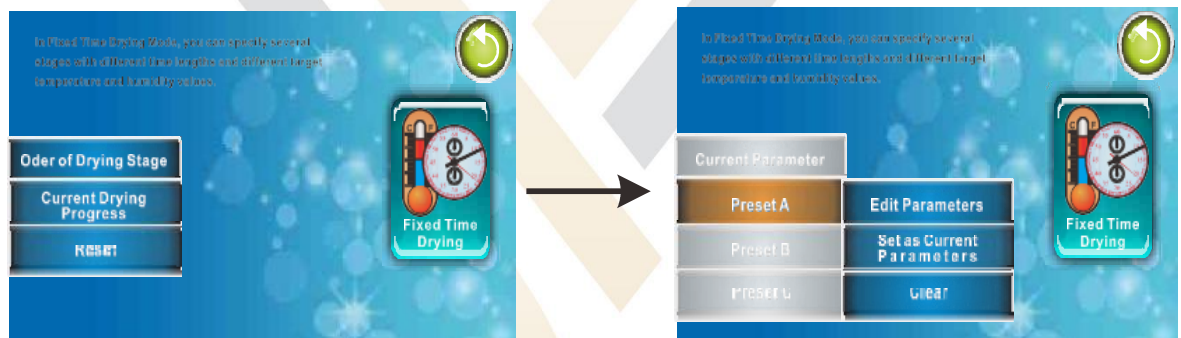 In Fixed Time Drying Mode, you can specify several
stages with different time lengths and different target
temperature and humidity values.
Oder of Drying Stage
Current Drying
Progress
Reset
Fixed Time
Drying
In Fixed Time Drying Mode, you can specify several
stages with different time lengths and different target
temperature and humidity values.
Current Parameter
Preset A
Preset B
Preset C
Edit Parameters
Set as Current
Parameters
Clear
Fixed Time
Drying